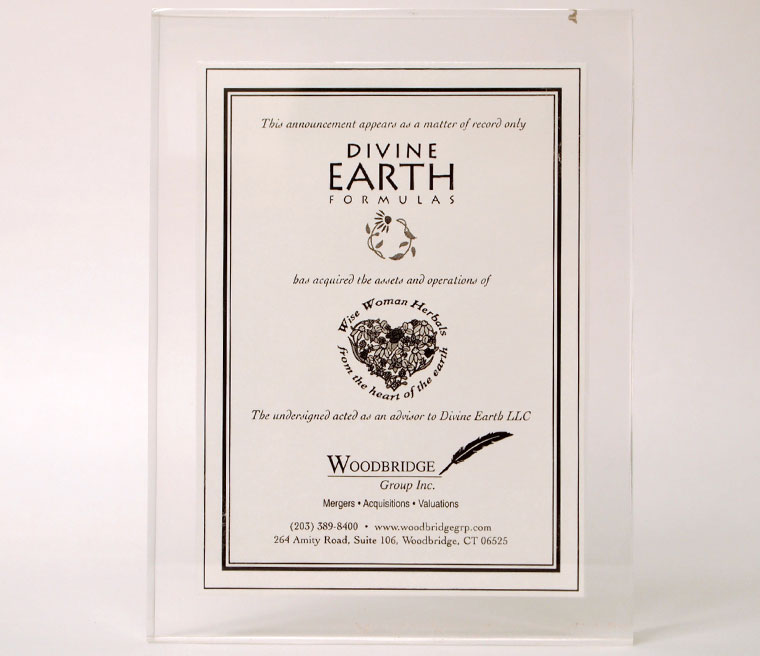 This announcement appears as a matter of record only
DIVINE
EARTH
FORMULAS
has acquired the assets and operations of
Wise Woman Herbals
from the heart of the earth
The undersigned acted as an advisor to Divine Earth LLC
WOODBRIDGE
Group Inc.
Mergers • Acquisitions • Valuations
(203) 389-8400 • www.woodbridgegrp.com
264 Amity Road, Suite 106, Woodbridge, CT 06525